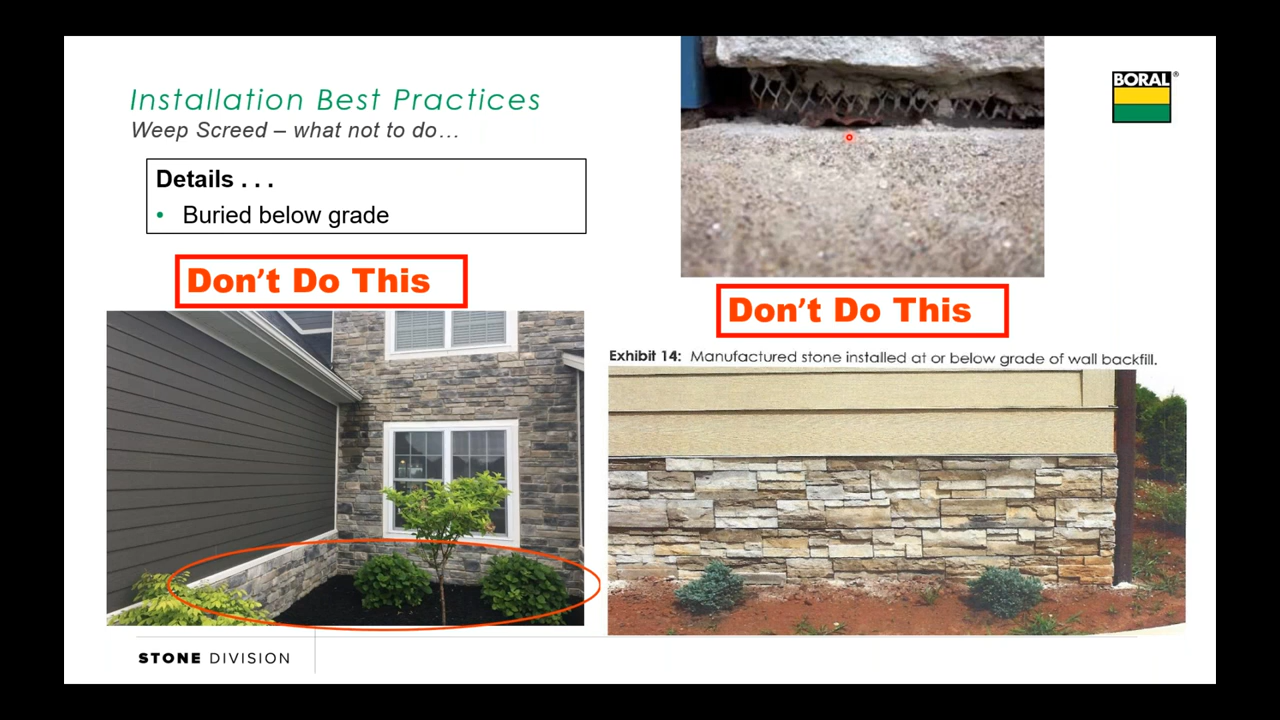 Installation Best Practices
Weep Screed – what not to do…
BORAL®
Details . . .
• Buried below grade
Don't Do This
Don't Do This
Exhibit 14: Manufactured stone installed at or below grade of wall backfill.
STONE DIVISION